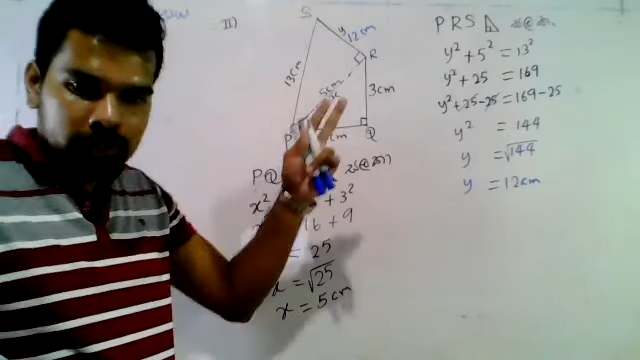 II)
S
y
12cm
R
13cm
5cm
x
3cm
P
cm
Q
PQ
x² + 3²
16 + 9
= 25
x = √25
x = 5cm
PRS
y² + 5² = 13²
y² + 25 = 169
y² + 25 - 25 = 169 - 25
y² = 144
y = √144
y = 12cm